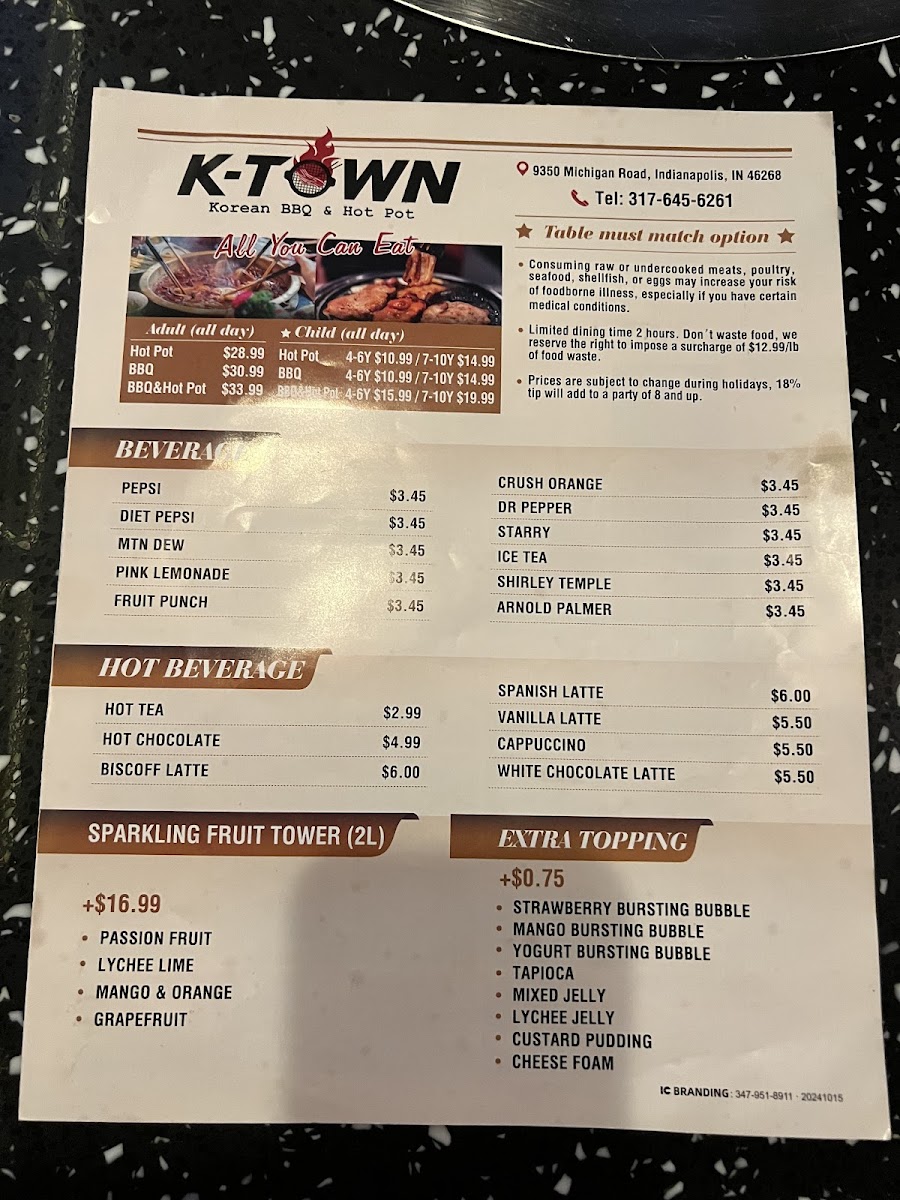 K-TOWN
Korean BBQ & Hot Pot
9350 Michigan Road, Indianapolis, IN 46268
Tel: 317-645-6261
All You Can Eat
Adult (all day)
Hot Pot $28.99
BBQ $30.99
BBQ&Hot Pot $33.99
Child (all day)
Hot Pot 4-6Y $10.99 / 7-10Y $14.99
BBQ 4-6Y $10.99 / 7-10Y $14.99
BBQ&Hot Pot 4-6Y $15.99 / 7-10Y $19.99
Table must match option
• Consuming raw or undercooked meats, poultry,
seafood, shellfish, or eggs may increase your risk
of foodborne illness, especially if you have certain
medical conditions.
• Limited dining time 2 hours. Don't waste food, we
reserve the right to impose a surcharge of $12.99/lb
of food waste.
• Prices are subject to change during holidays, 18%
tip will add to a party of 8 and up.
BEVERAGE
PEPSI $3.45
DIET PEPSI $3.45
MTN DEW $3.45
PINK LEMONADE $3.45
FRUIT PUNCH $3.45
CRUSH ORANGE $3.45
DR PEPPER $3.45
STARRY $3.45
ICE TEA $3.45
SHIRLEY TEMPLE $3.45
ARNOLD PALMER $3.45
HOT BEVERAGE
HOT TEA $2.99
HOT CHOCOLATE $4.99
BISCOFF LATTE $6.00
SPANISH LATTE $6.00
VANILLA LATTE $5.50
CAPPUCCINO $5.50
WHITE CHOCOLATE LATTE $5.50
SPARKLING FRUIT TOWER (2L)
+$16.99
• PASSION FRUIT
• LYCHEE LIME
• MANGO & ORANGE
• GRAPEFRUIT
EXTRA TOPPING
+$0.75
• STRAWBERRY BURSTING BUBBLE
• MANGO BURSTING BUBBLE
• YOGURT BURSTING BUBBLE
• TAPIOCA
• MIXED JELLY
• LYCHEE JELLY
• CUSTARD PUDDING
• CHEESE FOAM
IC BRANDING: 347-951-8911 · 20241015